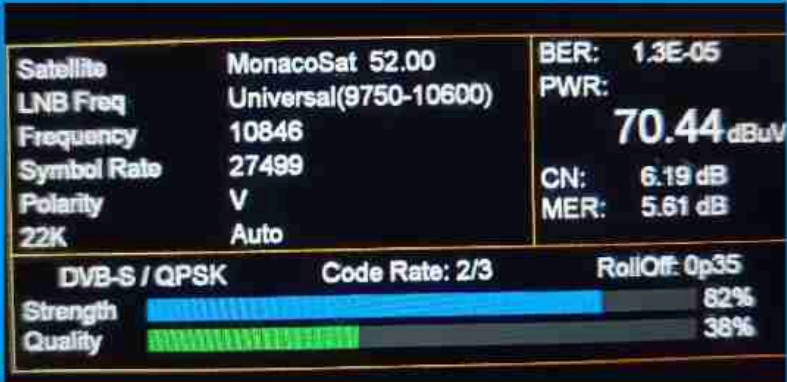 Satellite MonacoSat 52.00
LNB Freq Universal(9750-10600)
Frequency 10846
Symbol Rate 27499
Polarity V
22K Auto
BER: 1.3E-05
PWR:
70.44 dBuV
CN: 6.19 dB
MER: 5.61 dB
DVB-S / QPSK Code Rate: 2/3 RollOff: 0p35
Strength 82%
Quality 38%